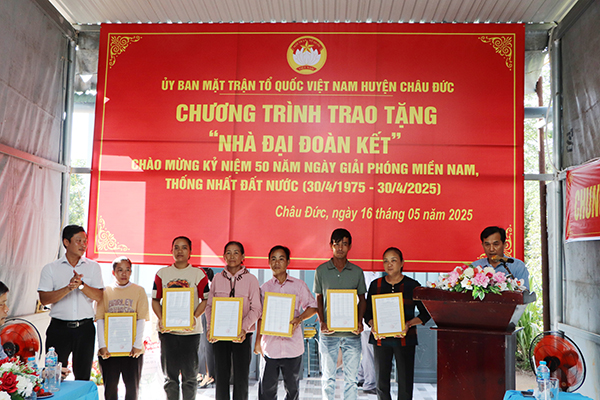 ỦY BAN MẶT TRẬN TỔ QUỐC VIỆT NAM HUYỆN CHÂU ĐỨC
CHƯƠNG TRÌNH TRAO TẶNG
“NHÀ ĐẠI ĐOÀN KẾT”
CHÀO MỪNG KỶ NIỆM 50 NĂM NGÀY GIẢI PHÓNG MIỀN NAM,
THỐNG NHẤT ĐẤT NƯỚC (30/4/1975 - 30/4/2025)
Châu Đức, ngày 16 tháng 05 năm 2025
CHUN